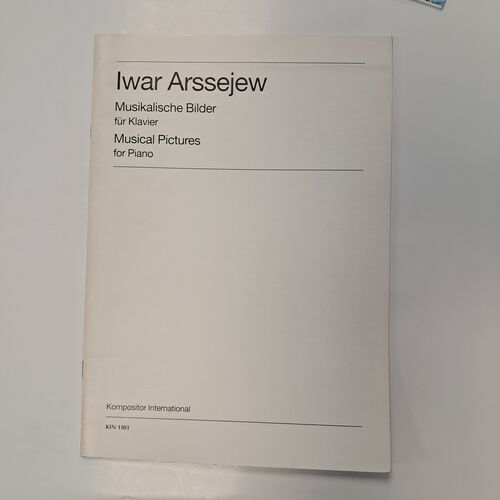 Iwar Arssejew
Musikalische Bilder
für Klavier
Musical Pictures
for Piano
Kompositor International
KIN 1101